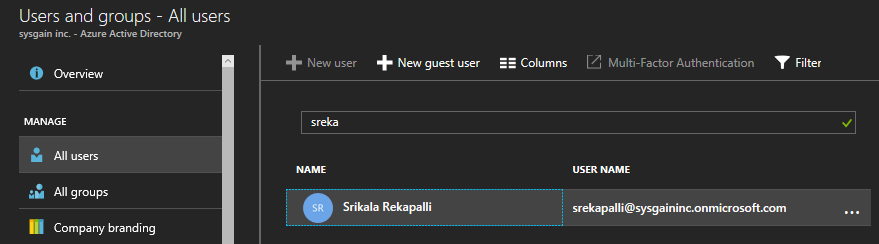 Users and groups - All users
sysgain inc. - Azure Active Directory
Overview
MANAGE
All users
All groups
Company branding
New user New guest user Columns Multi-Factor Authentication Filter
sreka
NAME USER NAME
SR Srikala Rekapalli srekapalli@sysgaininc.onmicrosoft.com ...